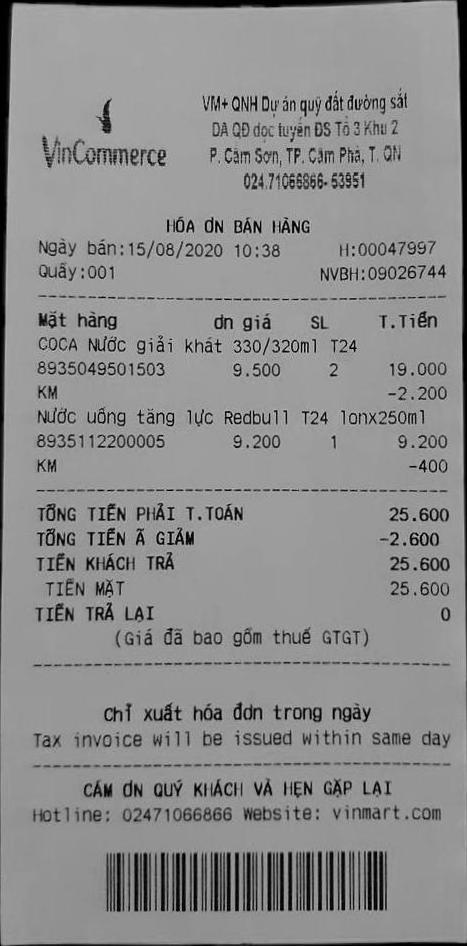 VinCommerce
VM+ QNH Dự án quỹ đất đường sắt
DA QĐ dọc tuyến ĐS Tổ 3 Khu 2
P. Cẩm Sơn, TP. Cẩm Phả, T. QN
024.71066866-53951
HÓA ƠN BÁN HÀNG
Ngày bán:15/08/2020 10:38 H:00047997
Quầy:001 NVBH:09026744
Mặt hàng ơn giá SL T.Tiền
COCA Nước giải khát 330/320ml T24
8935049501503 9.500 2 19.000
KM -2.200
Nước uống tăng lực Redbull T24 lonx250ml
8935112200005 9.200 1 9.200
KM -400
TỔNG TIỀN PHẢI T.TOÁN 25.600
TỔNG TIỀN Ã GIẢM -2.600
TIỀN KHÁCH TRẢ 25.600
TIỀN MẶT 25.600
TIỀN TRẢ LẠI 0
(Giá đã bao gồm thuế GTGT)
Chỉ xuất hóa đơn trong ngày
Tax invoice will be issued within same day
CẢM ƠN QUÝ KHÁCH VÀ HẸN GẶP LẠI
Hotline: 02471066866 Website: vinmart.com